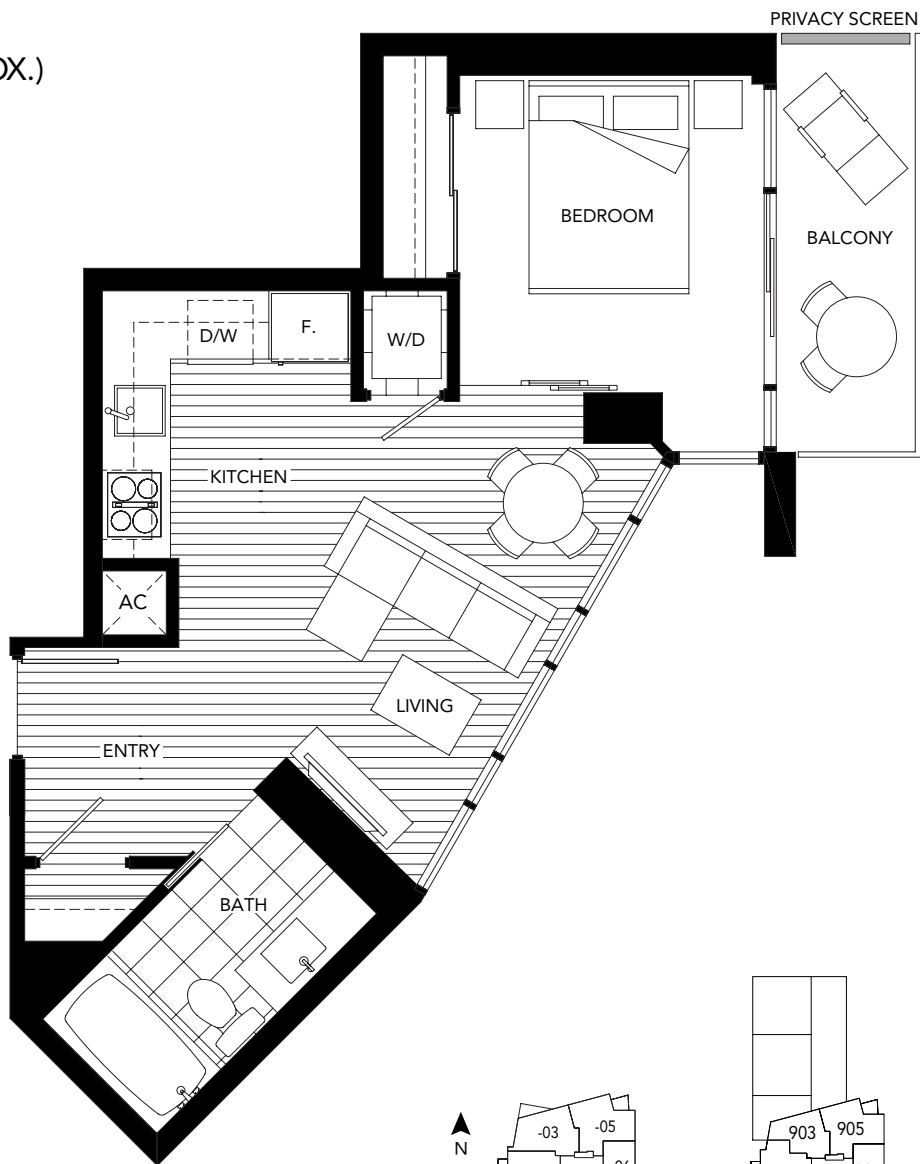 PRIVACY SCREEN
OX.)
BEDROOM
BALCONY
D/W
F.
W/D
KITCHEN
AC
LIVING
ENTRY
BATH
N
-03
-05
903
905